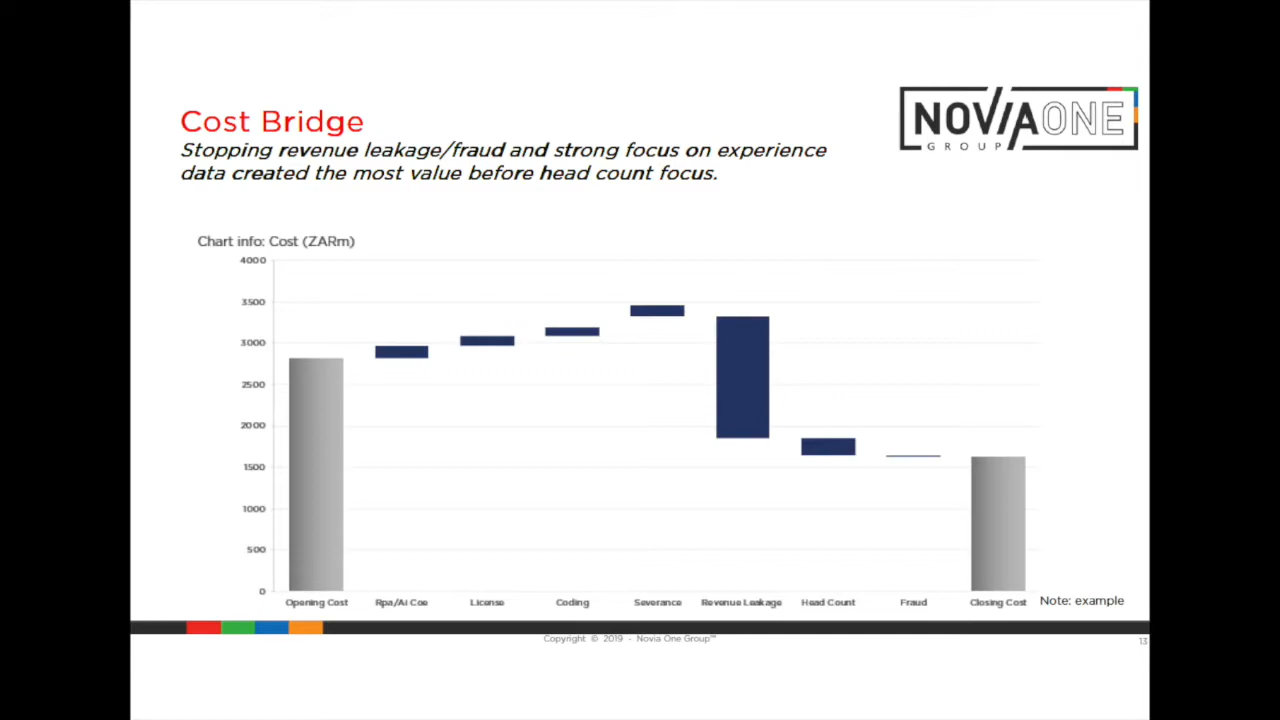 Cost Bridge
NOVIAONE
GROUP
Stopping revenue leakage/fraud and strong focus on experience
data created the most value before head count focus.
Chart info: Cost (ZARm)
4000
3500
3000
2500
2000
1500
1000
500
0
Opening Cost Rpa/Ai Coe License Coding Severance Revenue Leakage Head Count Fraud Closing Cost
Note: example
Copyright © 2019 - Novia One Group™
13